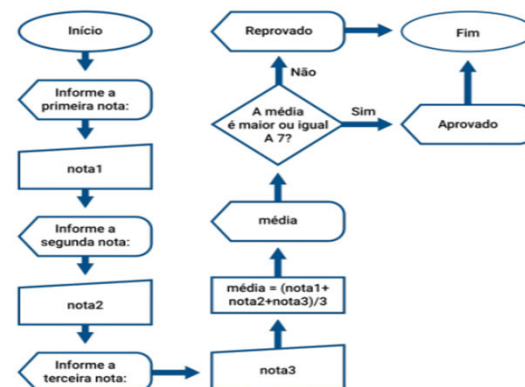 Início
Informe a
primeira nota:
nota1
Informe a
segunda nota:
nota2
Informe a
terceira nota:
nota3
média = (nota1+
nota2+nota3)/3
média
A média
é maior ou igual
A 7?
Não
Reprovado
Sim
Aprovado
Fim